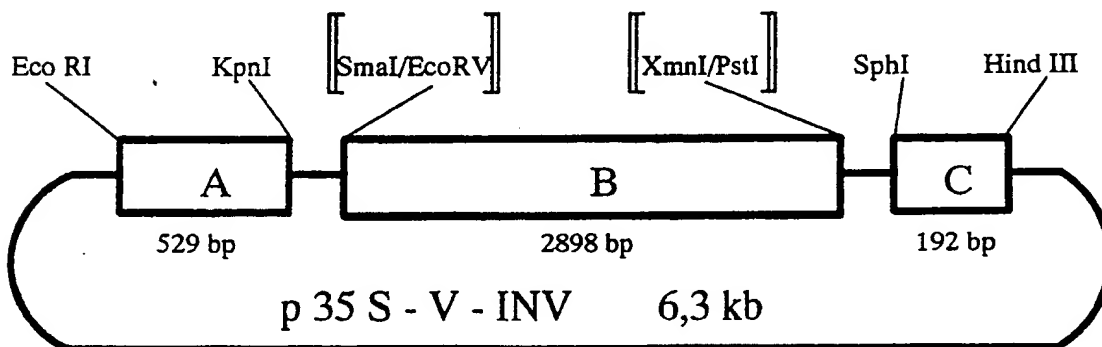 Eco RI KpnI SmaI/EcoRV XmnI/PstI SphI Hind III
A B C
529 bp 2898 bp 192 bp
p 35 S - V - INV 6,3 kb